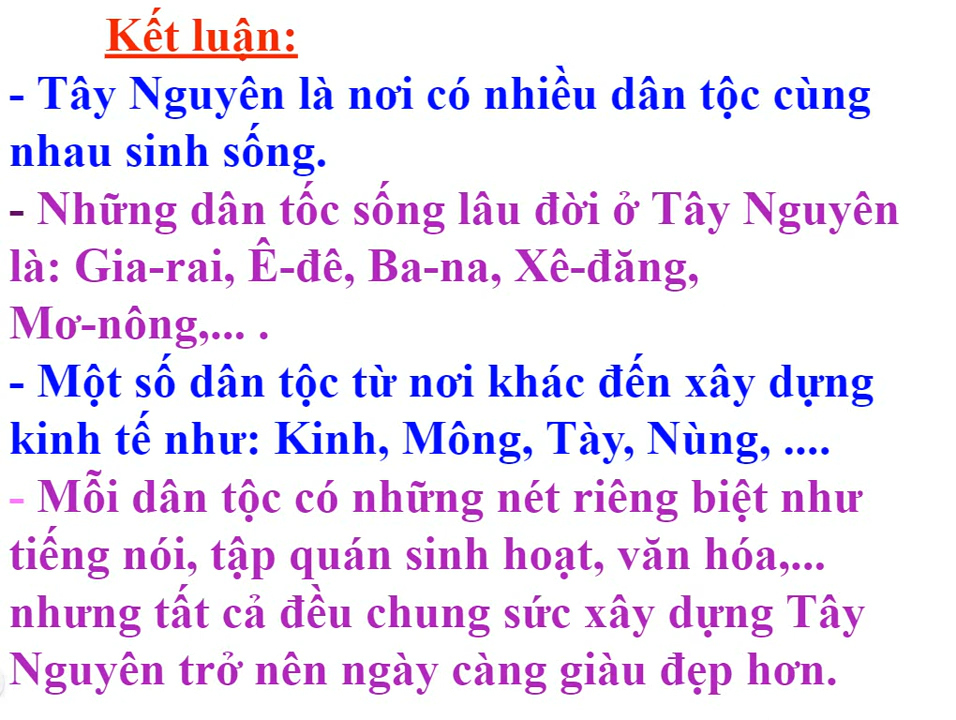 Kết luận:
- Tây Nguyên là nơi có nhiều dân tộc cùng
nhau sinh sống.
- Những dân tốc sống lâu đời ở Tây Nguyên
là: Gia-rai, Ê-đê, Ba-na, Xê-đăng,
Mơ-nông,... .
- Một số dân tộc từ nơi khác đến xây dựng
kinh tế như: Kinh, Mông, Tày, Nùng, ....
- Mỗi dân tộc có những nét riêng biệt như
tiếng nói, tập quán sinh hoạt, văn hóa,...
nhưng tất cả đều chung sức xây dựng Tây
Nguyên trở nên ngày càng giàu đẹp hơn.